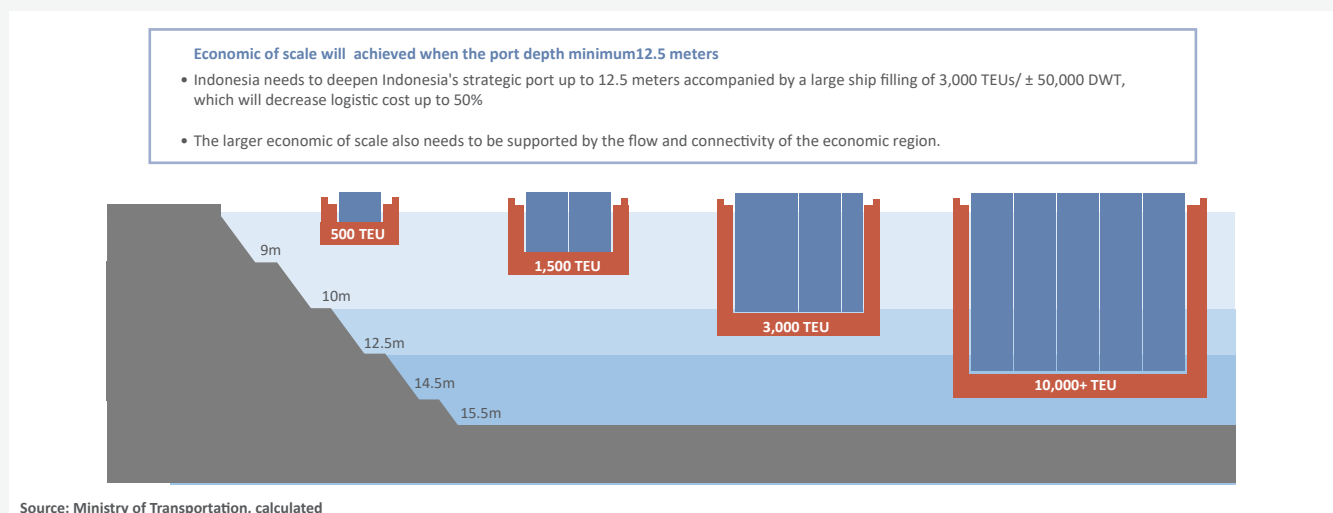 Economic of scale will achieved when the port depth minimum12.5 meters
• Indonesia needs to deepen Indonesia's strategic port up to 12.5 meters accompanied by a large ship filling of 3,000 TEUs/ ± 50,000 DWT,
which will decrease logistic cost up to 50%
• The larger economic of scale also needs to be supported by the flow and connectivity of the economic region.
500 TEU
1,500 TEU
3,000 TEU
10,000+ TEU
9m
10m
12.5m
14.5m
15.5m
Source: Ministry of Transportation, calculated